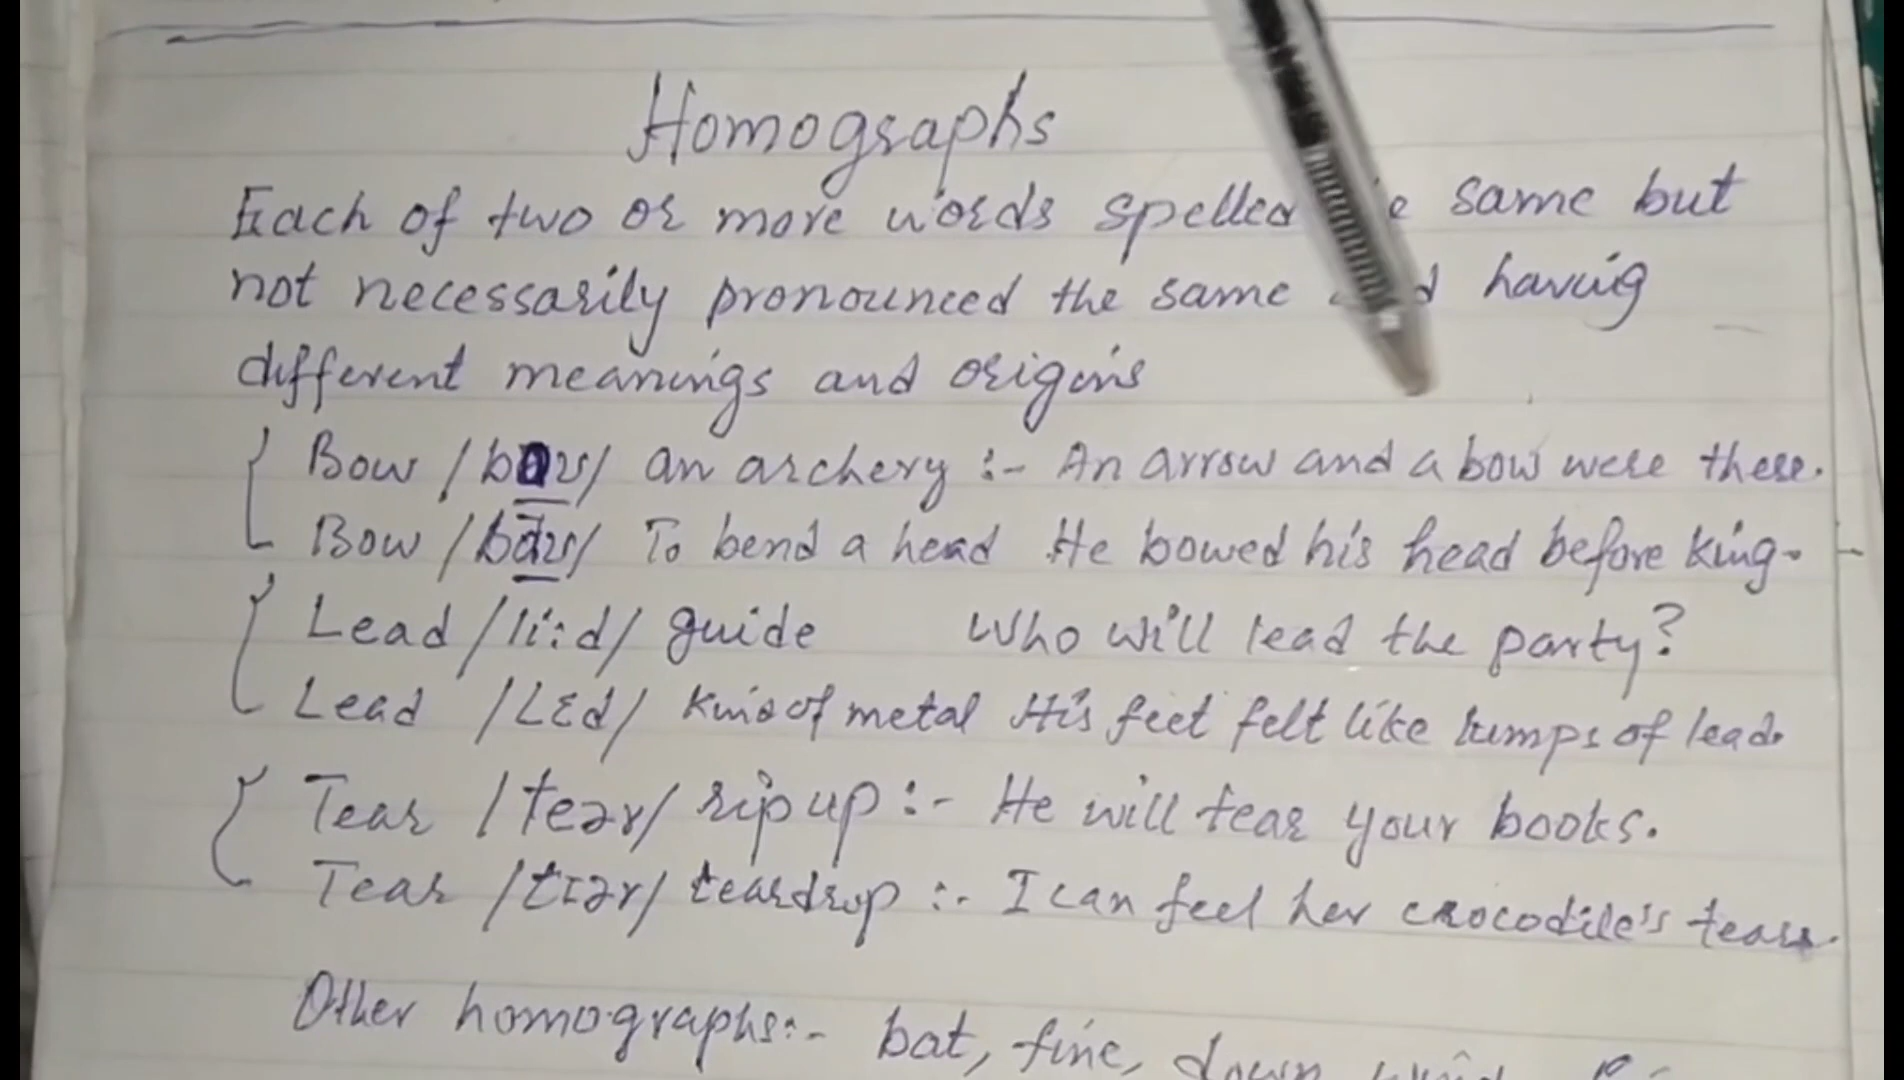 Homographs
Each of two or more words spelled same but
not necessarily pronounced the same having
different meanings and origins
Bow / / an archery :- An arrow and a bow were there.
Bow /baʊ/ To bend a head He bowed his head before king.
Lead /li:d/ guide Who will lead the party?
Lead /Lɛd/ kind of metal His feet felt like lumps of lead.
Tear /teər/ rip up :- He will tear your books.
Tear /tɪər/ teardrop :- I can feel her crocodile's tears.
Other homographs:- bat, fine, down